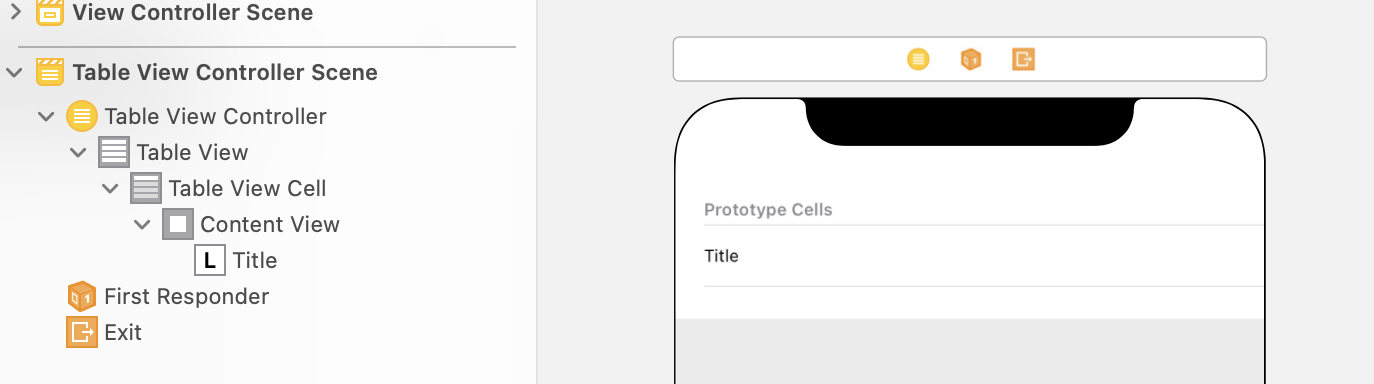 View Controller Scene
Table View Controller Scene
Table View Controller
Table View
Table View Cell
Content View
L Title
First Responder
Exit
Prototype Cells
Title